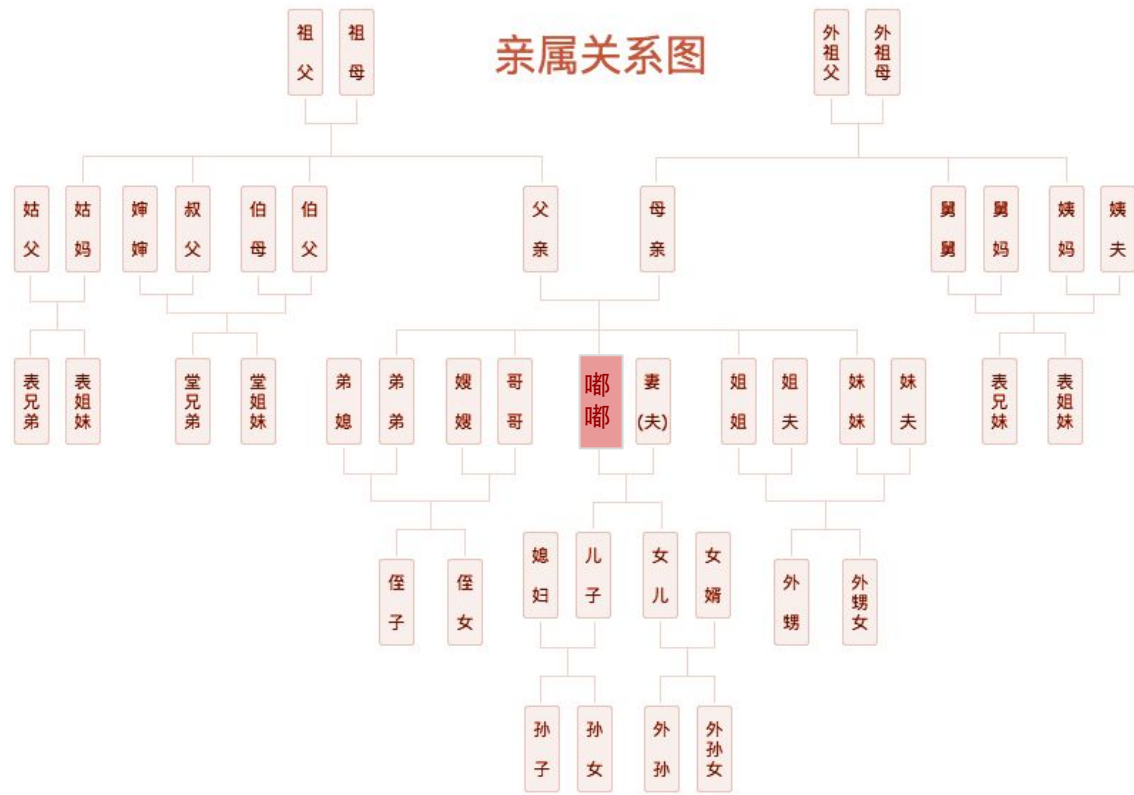 亲属关系图
祖父
祖母
外祖父
外祖母
姑父
姑妈
婶婶
叔父
伯母
伯父
父亲
母亲
舅舅
舅妈
姨妈
姨夫
表兄弟
表姐妹
堂兄弟
堂姐妹
弟媳
弟弟
嫂嫂
哥哥
嘟嘟
妻(夫)
姐姐
姐夫
妹妹
妹夫
表兄妹
表姐妹
侄子
侄女
媳妇
儿子
女儿
女婿
外甥
外甥女
孙子
孙女
外孙
外孙女